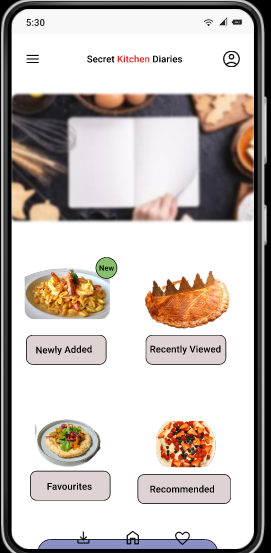 5:30
Secret Kitchen Diaries
New
Newly Added
Recently Viewed
Favourites
Recommended